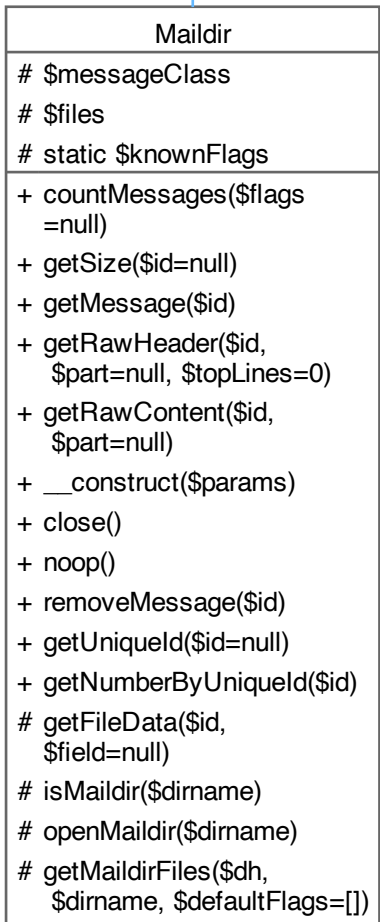 Maildir
# $messageClass
# $files
# static $knownFlags
+ countMessages($flags
=null)
+ getSize($id=null)
+ getMessage($id)
+ getRawHeader($id,
$part=null, $topLines=0)
+ getRawContent($id,
$part=null)
+ __construct($params)
+ close()
+ noop()
+ removeMessage($id)
+ getUniqueId($id=null)
+ getNumberByUniqueId($id)
# getFileData($id,
$field=null)
# isMaildir($dirname)
# openMaildir($dirname)
# getMaildirFiles($dh,
$dirname, $defaultFlags=[])